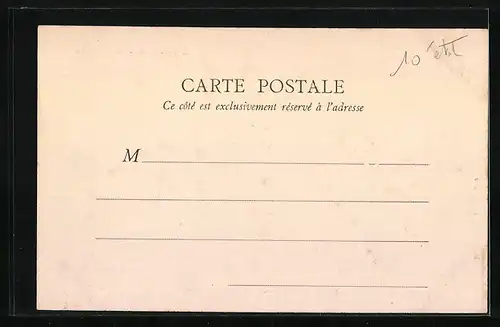 10
CARTE POSTALE
Ce côté est exclusivement réservé à l'adresse
M